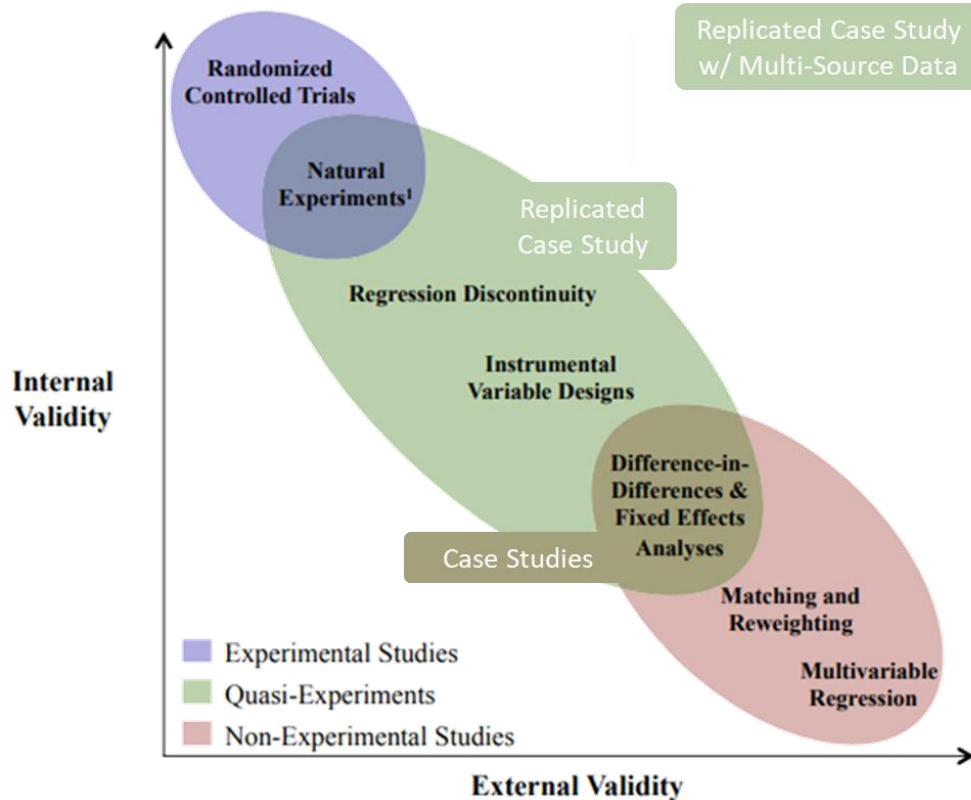 Replicated Case Study
w/ Multi-Source Data
Randomized
Controlled Trials
Natural
Experiments¹
Replicated
Case Study
Regression Discontinuity
Instrumental
Variable Designs
Internal
Validity
Difference-in-
Differences &
Fixed Effects
Analyses
Case Studies
Matching and
Reweighting
Multivariable
Regression
Experimental Studies
Quasi-Experiments
Non-Experimental Studies
External Validity